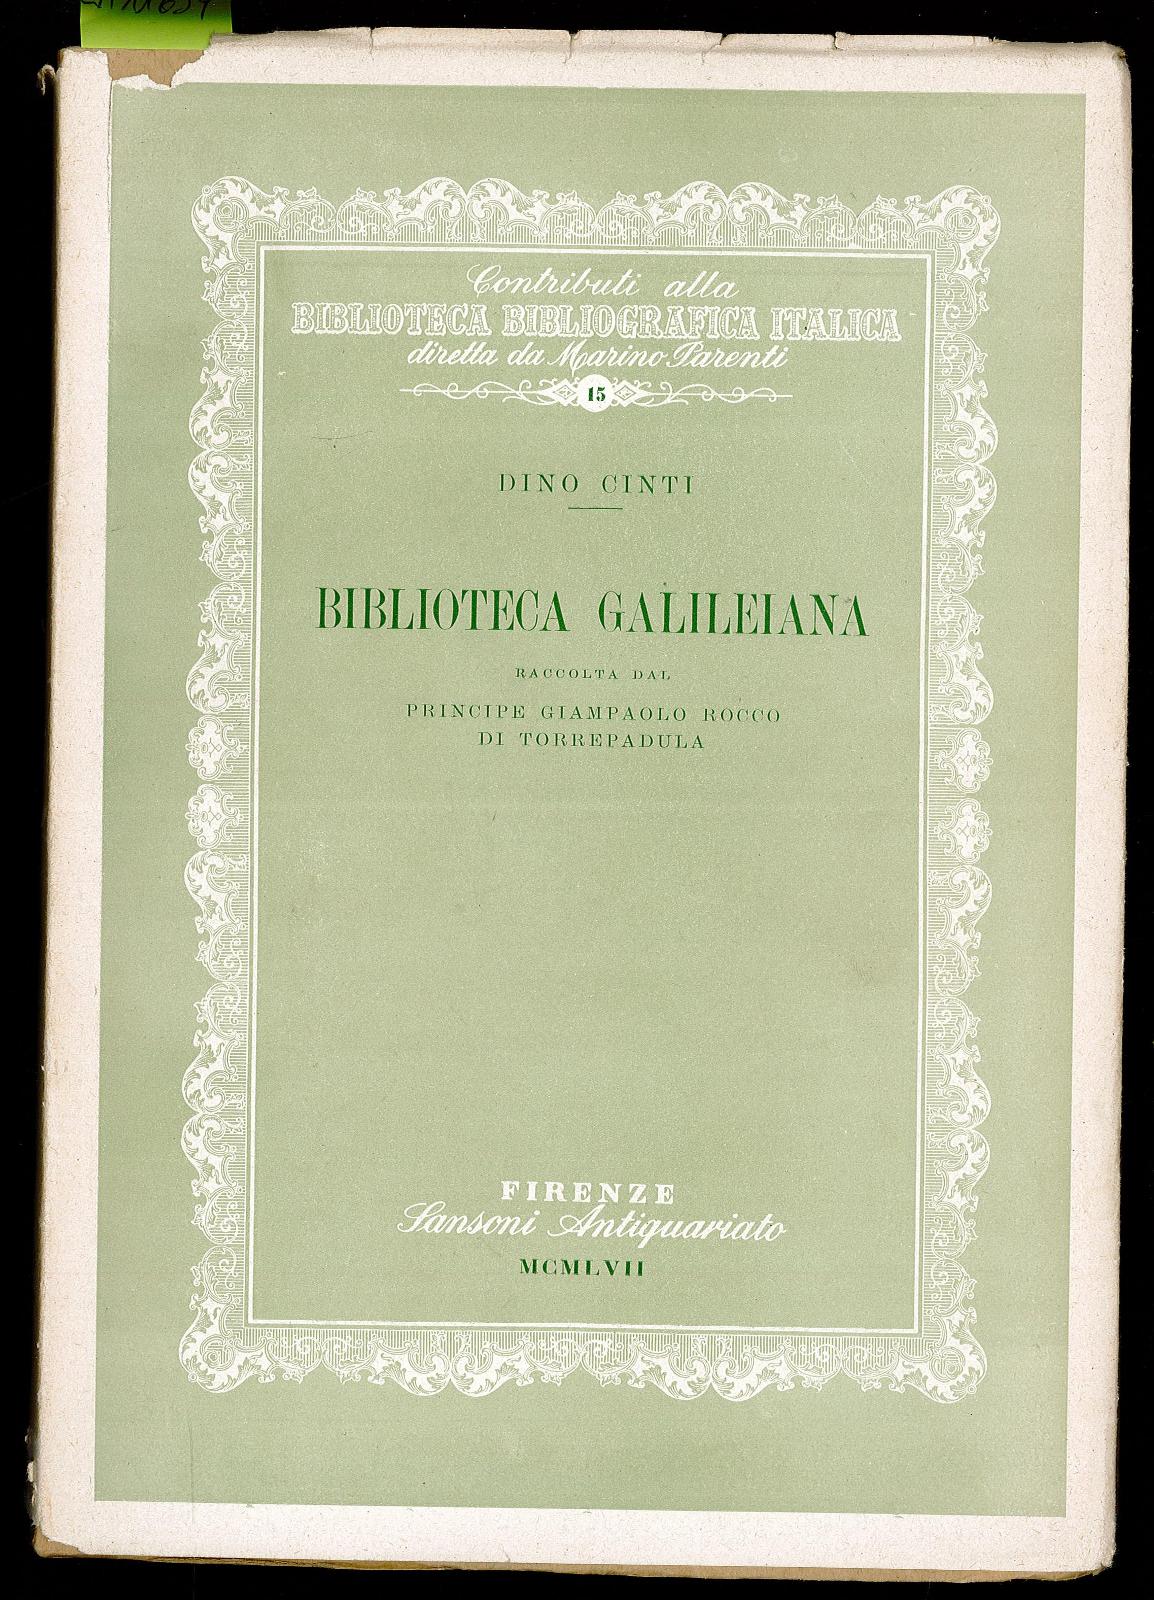 Contributi alla
BIBLIOTECA BIBLIOGRAFICA ITALICA
diretta da Marino Parenti
15
DINO CINTI
BIBLIOTECA GALILEIANA
RACCOLTA DAL
PRINCIPE GIAMPAOLO ROCCO
DI TORREPADULA
FIRENZE
Sansoni Antiquariato
MCMLVII